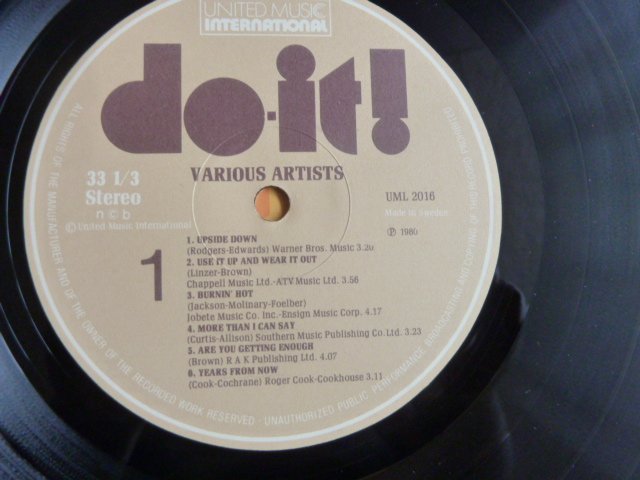 UNITED MUSIC
INTERNATIONAL
do-it!
VARIOUS ARTISTS
33 1/3
Stereo
ncb
© United Music International
UML 2016
Made in Sweden
℗ 1980
1
1. UPSIDE DOWN
(Rodgers-Edwards) Warner Bros. Music 3.26
2. USE IT UP AND WEAR IT OUT
(Linzer-Brown)
Chappell Music Ltd.-ATV Music Ltd. 3.56
3. BURNIN' HOT
(Jackson-Molinary-Foelber)
Jobete Music Co. Inc.-Ensign Music Corp. 4.17
4. MORE THAN I CAN SAY
(Curtis-Allison) Southern Music Publishing Co. Ltd. 3.23
5. ARE YOU GETTING ENOUGH
(Brown) R A K Publishing Ltd. 4.07
6. YEARS FROM NOW
(Cook-Cochrane) Roger Cook-Cookhouse 3.11
ALL RIGHTS OF THE MANUFACTURER AND OF THE OWNER OF THE RECORDED WORK RESERVED · UNAUTHORIZED PUBLIC PERFORMANCE, BROADCASTING AND COPYING OF RECORDS PROHIBITED